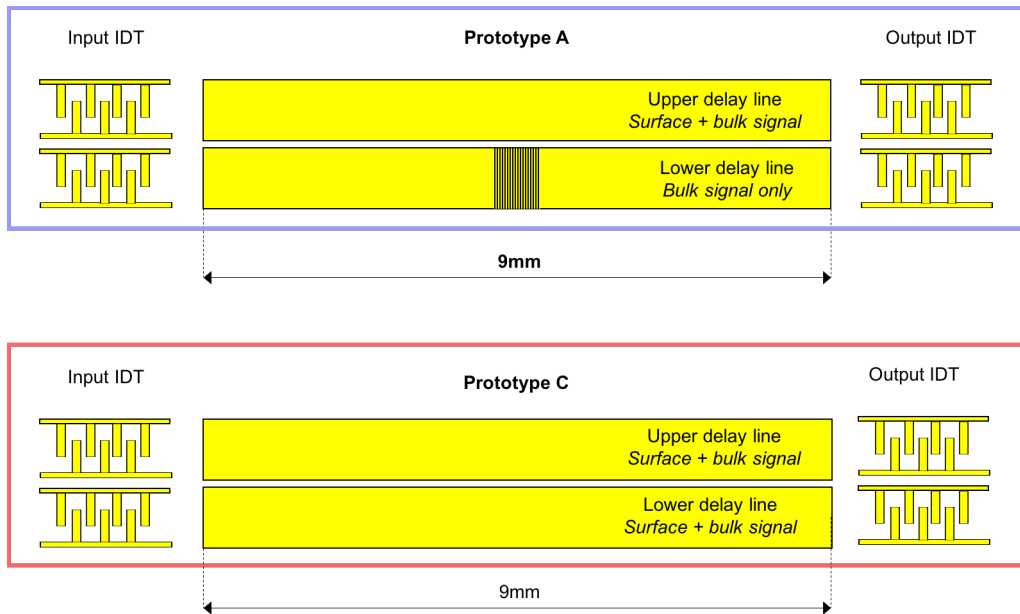 Input IDT
Prototype A
Output IDT
Upper delay line
Surface + bulk signal
Lower delay line
Bulk signal only
9mm
Input IDT
Prototype C
Output IDT
Upper delay line
Surface + bulk signal
Lower delay line
Surface + bulk signal
9mm